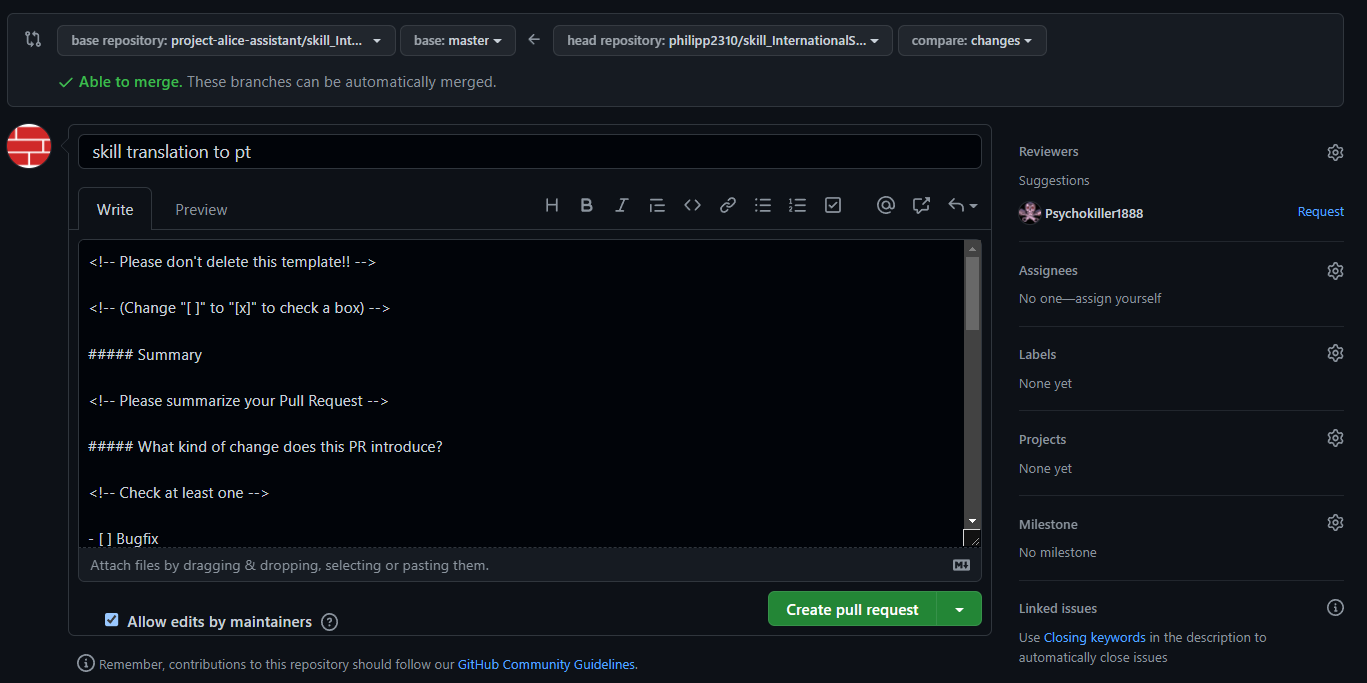 base repository: project-alice-assistant/skill_Int... base: master head repository: philipp2310/skill_InternationalS... compare: changes
Able to merge. These branches can be automatically merged.
skill translation to pt
Write Preview
<!-- Please don't delete this template!! -->
<!-- (Change "[ ]" to "[x]" to check a box) -->
##### Summary
<!-- Please summarize your Pull Request -->
##### What kind of change does this PR introduce?
<!-- Check at least one -->
- [ ] Bugfix
Attach files by dragging & dropping, selecting or pasting them.
Allow edits by maintainers
Create pull request
Remember, contributions to this repository should follow our GitHub Community Guidelines.
Reviewers
Suggestions
Psychokiller1888 Request
Assignees
No one—assign yourself
Labels
None yet
Projects
None yet
Milestone
No milestone
Linked issues
Use Closing keywords in the description to
automatically close issues